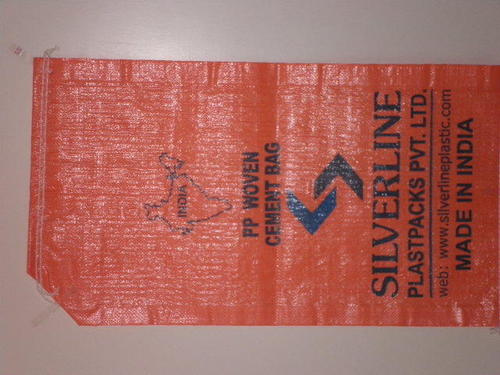 INDIA
PP WOVEN
CEMENT BAG
SILVERLINE
PLASTPACKS PVT. LTD.
web: www.silverlineplastic.com
MADE IN INDIA